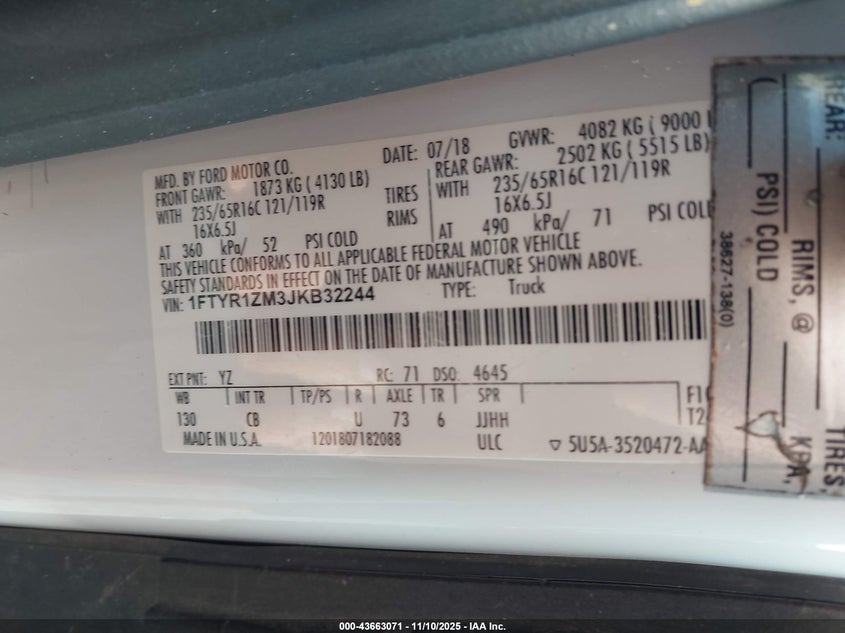 MFD. BY FORD MOTOR CO.
DATE: 07/18 GVWR: 4082 KG ( 9000
FRONT GAWR: 1873 KG ( 4130 LB)
REAR GAWR: 2502 KG ( 5515 LB)
WITH 235/65R16C 121/119R TIRES
WITH 235/65R16C 121/119R
16X6.5J RIMS
16X6.5J
AT 360 kPa/ 52 PSI COLD
AT 490 kPa/ 71 PSI COLD
THIS VEHICLE CONFORMS TO ALL APPLICABLE FEDERAL MOTOR VEHICLE
SAFETY STANDARDS IN EFFECT ON THE DATE OF MANUFACTURE SHOWN ABOVE.
VIN: 1FTYR1ZM3JKB32244 TYPE: Truck
EXT PNT: YZ RC: 71 DSO: 4645
WB INT TR TP/PS R AXLE TR SPR
130 CB U 73 6 JJHH
MADE IN U.S.A. 1201807182088 ULC
5U5A-3520472-AA
REAR:
PSI) COLD
RIMS, @
KPA,
TIRES,
38627-138(0)
000-43663071 — 11/10/2025 - IAA Inc.